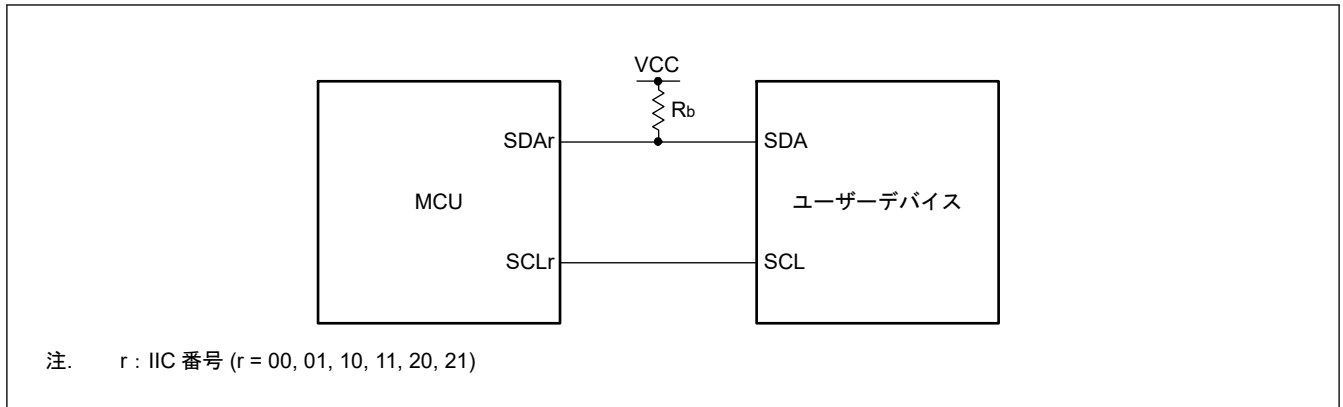 VCC
Rb
SDAr
SDA
MCU
ユーザーデバイス
SCLr
SCL
注. r : IIC 番号 (r = 00, 01, 10, 11, 20, 21)